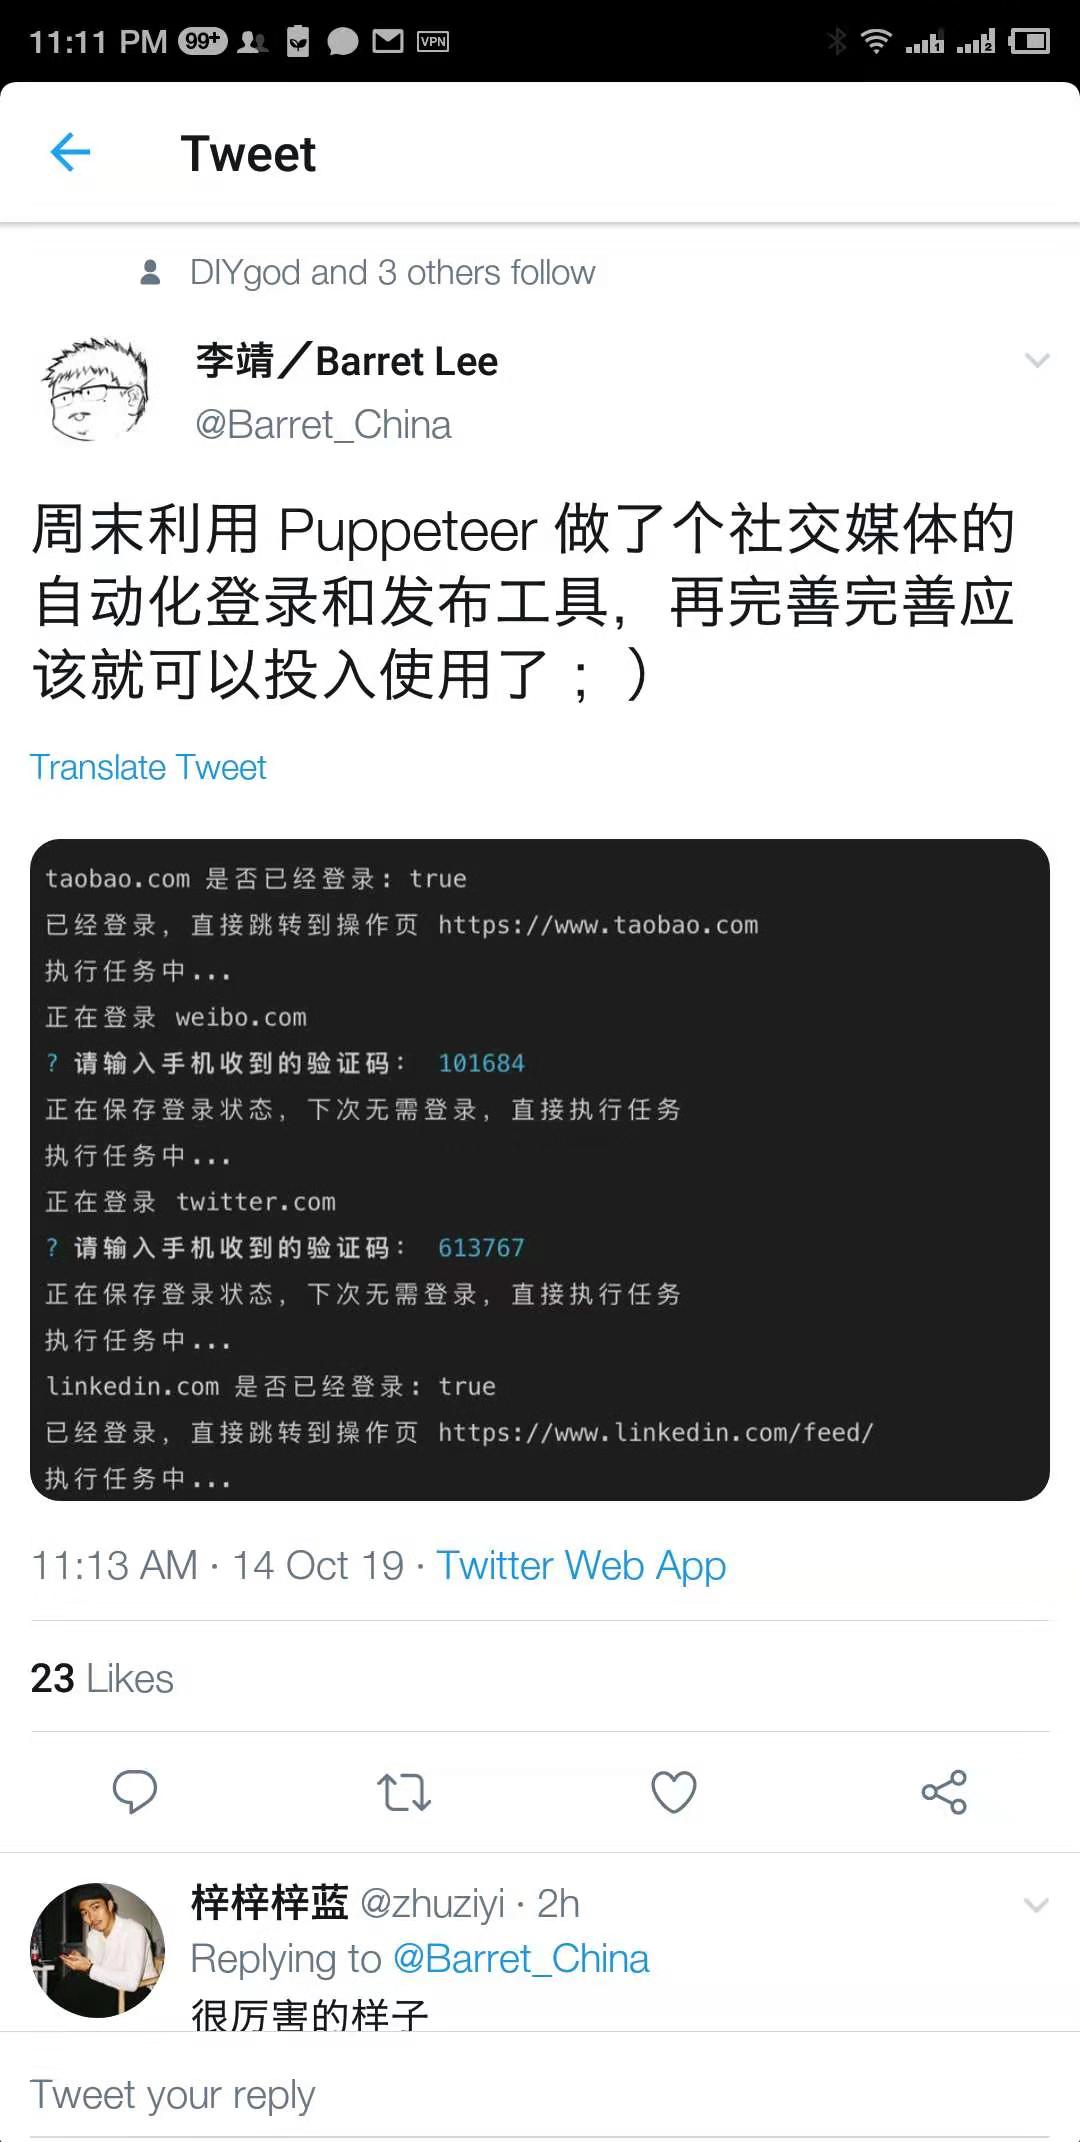 11:11 PM 99+ VPN 1 2
Tweet
DIYgod and 3 others follow
李靖／Barret Lee
@Barret_China
周末利用 Puppeteer 做了个社交媒体的
自动化登录和发布工具，再完善完善应
该就可以投入使用了；）
Translate Tweet
taobao.com 是否已经登录: true
已经登录, 直接跳转到操作页 https://www.taobao.com
执行任务中...
正在登录 weibo.com
? 请输入手机收到的验证码: 101684
正在保存登录状态, 下次无需登录, 直接执行任务
执行任务中...
正在登录 twitter.com
? 请输入手机收到的验证码: 613767
正在保存登录状态, 下次无需登录, 直接执行任务
执行任务中...
linkedin.com 是否已经登录: true
已经登录, 直接跳转到操作页 https://www.linkedin.com/feed/
执行任务中...
11:13 AM · 14 Oct 19 · Twitter Web App
23 Likes
梓梓梓蓝 @zhuziyi · 2h
Replying to @Barret_China
很厉害的样子
Tweet your reply